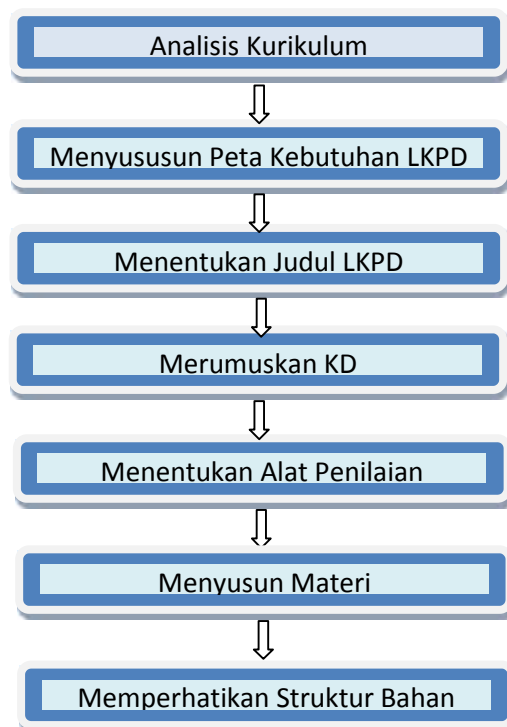 Analisis Kurikulum
Menyususun Peta Kebutuhan LKPD
Menentukan Judul LKPD
Merumuskan KD
Menentukan Alat Penilaian
Menyusun Materi
Memperhatikan Struktur Bahan